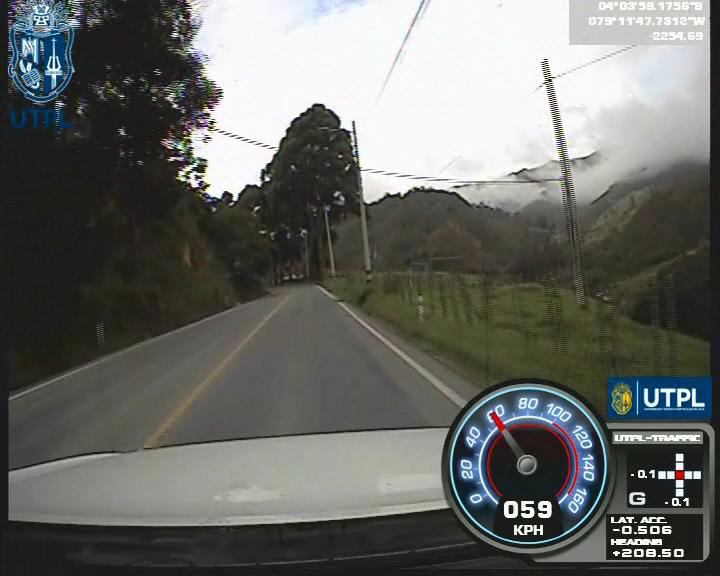 UTPL
04°03'59.1756"S
079°11'47.7312"W
2254.69
UTPL
UTPL-TRAFFIC
0
20
40
60
80
100
120
140
160
059
KPH
-0.1
G
-0.1
LAT. ACC.
-0.506
HEADING
+208.50